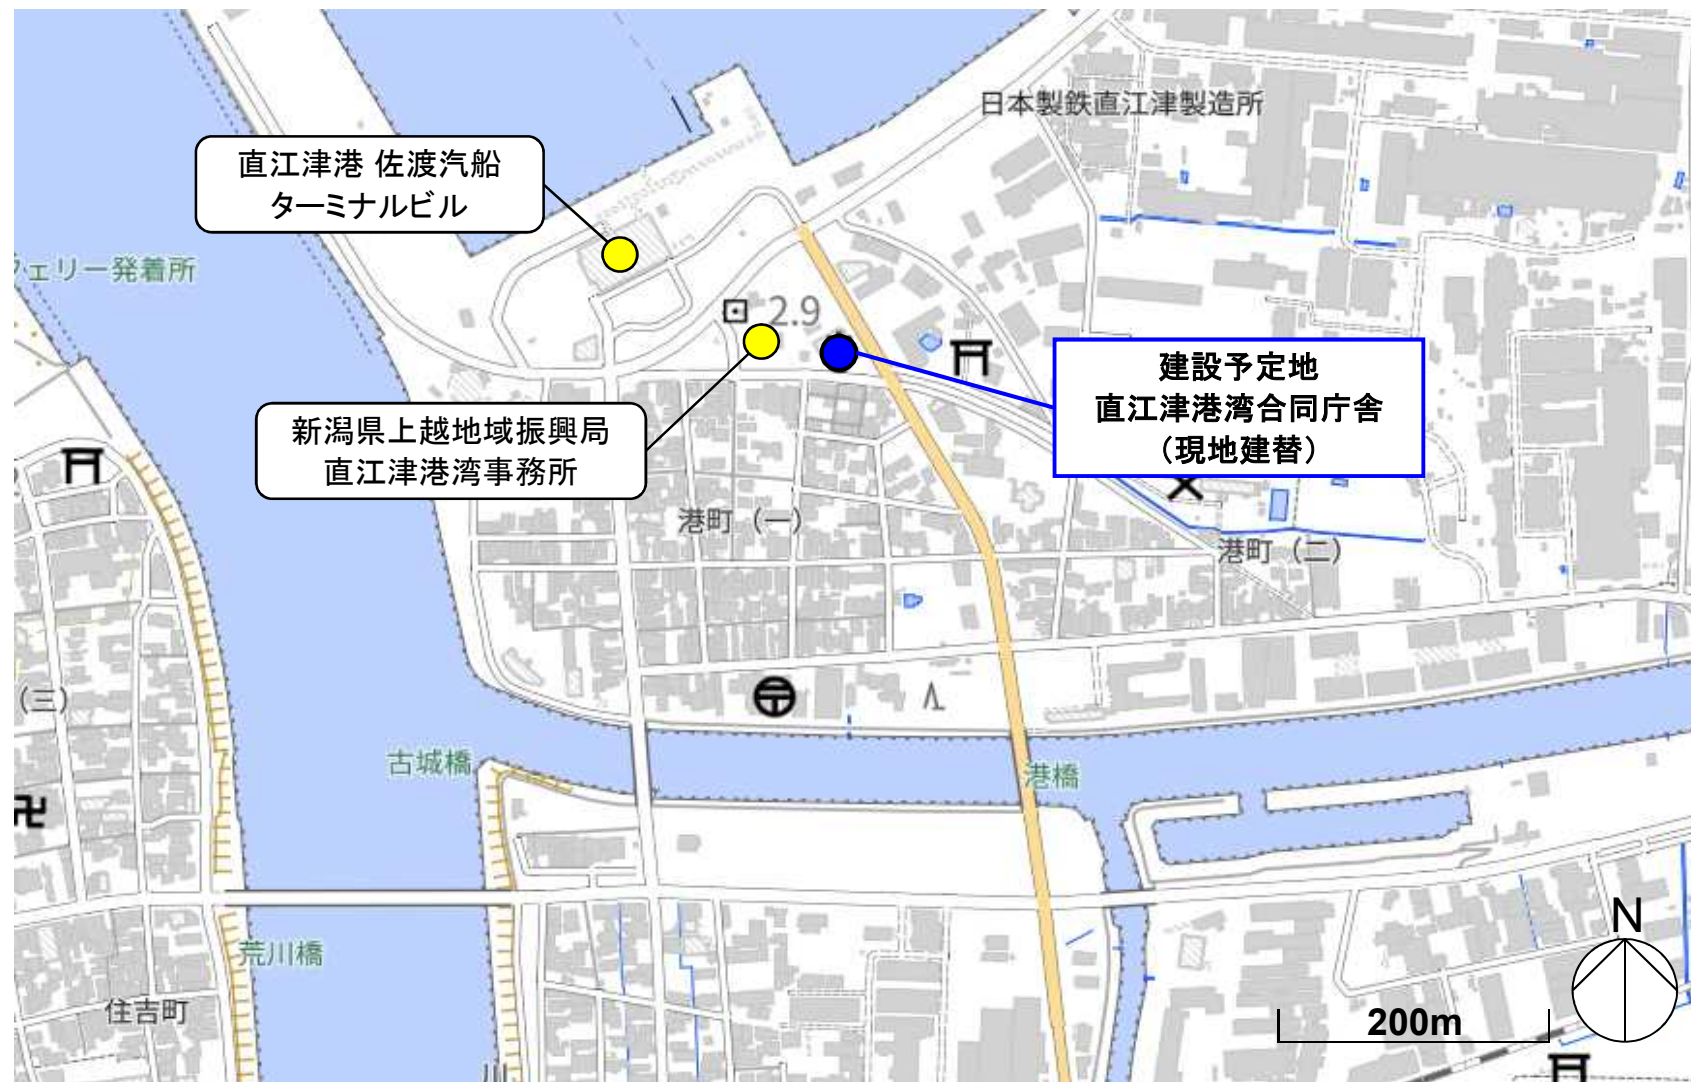 日本製鉄直江津製造所
直江津港 佐渡汽船
ターミナルビル
フェリー発着所
2.9
建設予定地
直江津港湾合同庁舎
（現地建替）
新潟県上越地域振興局
直江津港湾事務所
港町（一）
港町（二）
（三）
古城橋
港橋
荒川橋
住吉町
N
200m
川